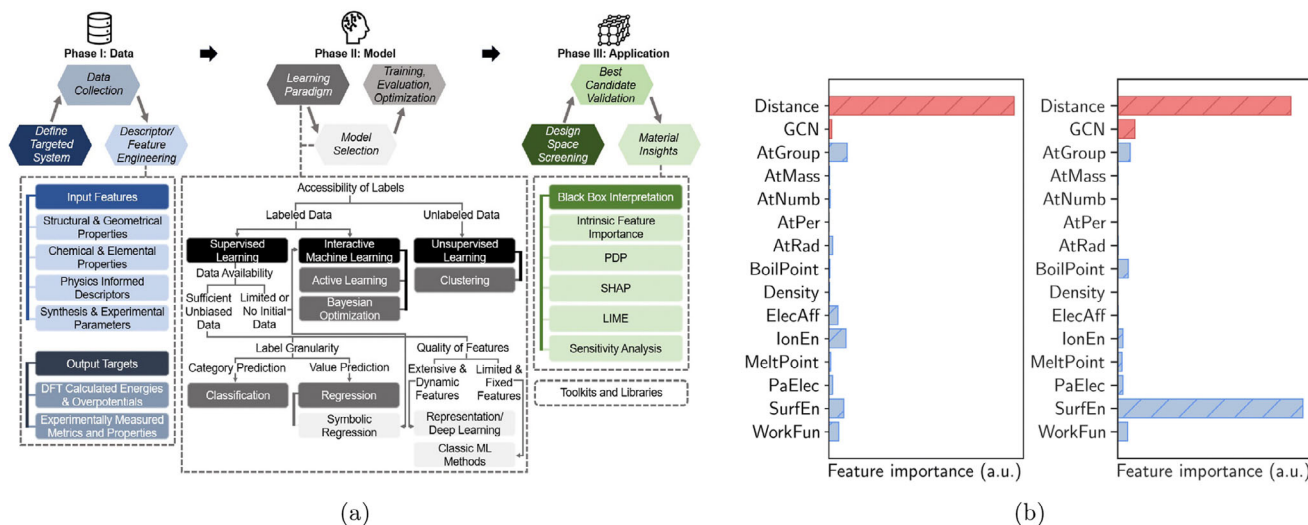 Phase I: Data
Phase II: Model
Phase III: Application
Data
Collection
Define
Targeted
System
Descriptor/
Feature
Engineering
Learning
Paradigm
Training,
Evaluation,
Optimization
Model
Selection
Best
Candidate
Validation
Design
Space
Screening
Material
Insights
Input Features
Structural & Geometrical
Properties
Chemical & Elemental
Properties
Physics Informed
Descriptors
Synthesis & Experimental
Parameters
Output Targets
DFT Calculated Energies
& Overpotentials
Experimentally Measured
Metrics and Properties
Accessibility of Labels
Labeled Data
Unlabeled Data
Supervised
Learning
Interactive
Machine Learning
Unsupervised
Learning
Data Availability
Active Learning
Clustering
Sufficient
Unbiased
Data
Limited or
No Initial
Data
Bayesian
Optimization
Label Granularity
Quality of Features
Category Prediction
Value Prediction
Extensive &
Dynamic
Features
Limited &
Fixed
Features
Classification
Regression
Symbolic
Regression
Representation/
Deep Learning
Classic ML
Methods
Black Box Interpretation
Intrinsic Feature
Importance
PDP
SHAP
LIME
Sensitivity Analysis
Toolkits and Libraries
(a)
Distance
GCN
AtGroup
AtMass
AtNumb
AtPer
AtRad
BoilPoint
Density
ElecAff
IonEn
MeltPoint
PaElec
SurfEn
WorkFun
Feature importance (a.u.)
Distance
GCN
AtGroup
AtMass
AtNumb
AtPer
AtRad
BoilPoint
Density
ElecAff
IonEn
MeltPoint
PaElec
SurfEn
WorkFun
Feature importance (a.u.)
(b)